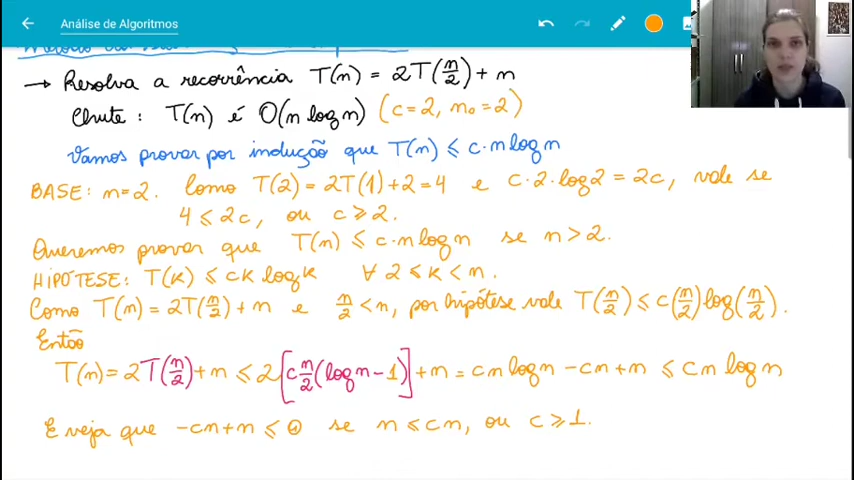 Análise de Algoritmos
→ Resolva a recorrência T(n) = 2T(n/2) + n
Chute: T(n) é O(n log n) (c = 2, n₀ = 2)
Vamos provar por indução que T(n) ≤ c·n log n
BASE: n = 2. Como T(2) = 2T(1) + 2 = 4 e c·2·log 2 = 2c, vale se
4 ≤ 2c, ou c ≥ 2.
Queremos provar que T(n) ≤ c·n log n se n > 2.
HIPÓTESE: T(k) ≤ ck log k ∀ 2 ≤ k < n.
Como T(n) = 2T(n/2) + n e n/2 < n, por hipótese vale T(n/2) ≤ c(n/2) log(n/2).
Então
T(n) = 2T(n/2) + n ≤ 2[c n/2 (log n − 1)] + n = cn log n − cn + n ≤ cn log n
E veja que −cn + n ≤ 0 se n ≤ cn, ou c ≥ 1.